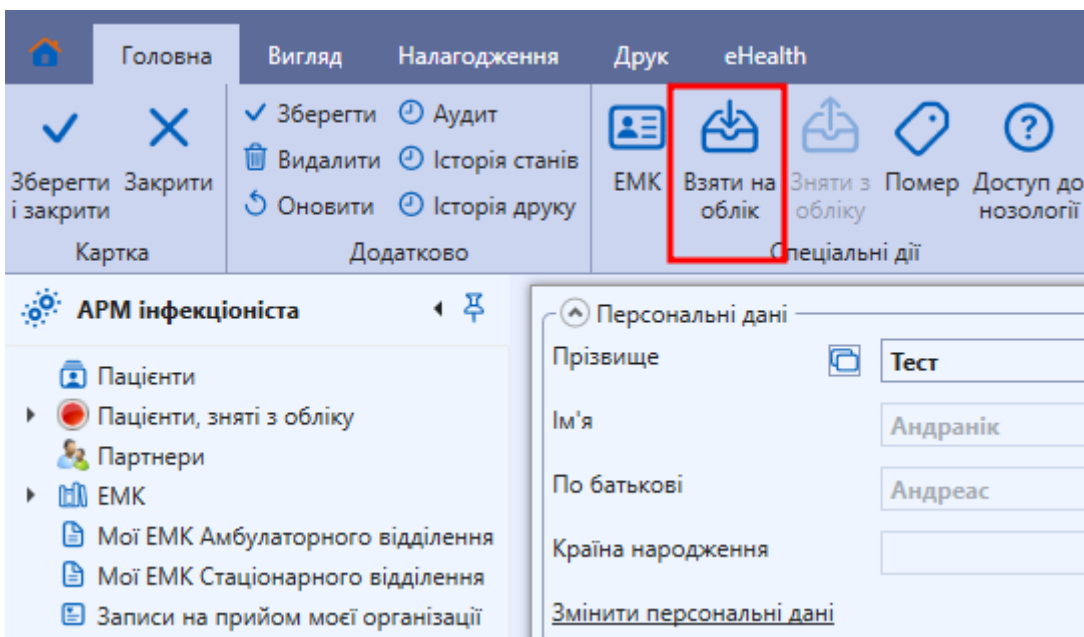 Головна Вигляд Налагодження Друк eHealth
Зберегти і закрити
Закрити
Картка
Зберегти
Видалити
Оновити
Аудит
Історія станів
Історія друку
Додатково
ЕМК
Взяти на облік
Зняти з обліку
Помер
Доступ до нозології
Спеціальні дії
АРМ інфекціоніста
Пацієнти
Пацієнти, зняті з обліку
Партнери
ЕМК
Мої ЕМК Амбулаторного відділення
Мої ЕМК Стаціонарного відділення
Записи на прийом моєї організації
Персональні дані
Прізвище Тест
Ім'я Андранік
По батькові Андреас
Країна народження
Змінити персональні дані